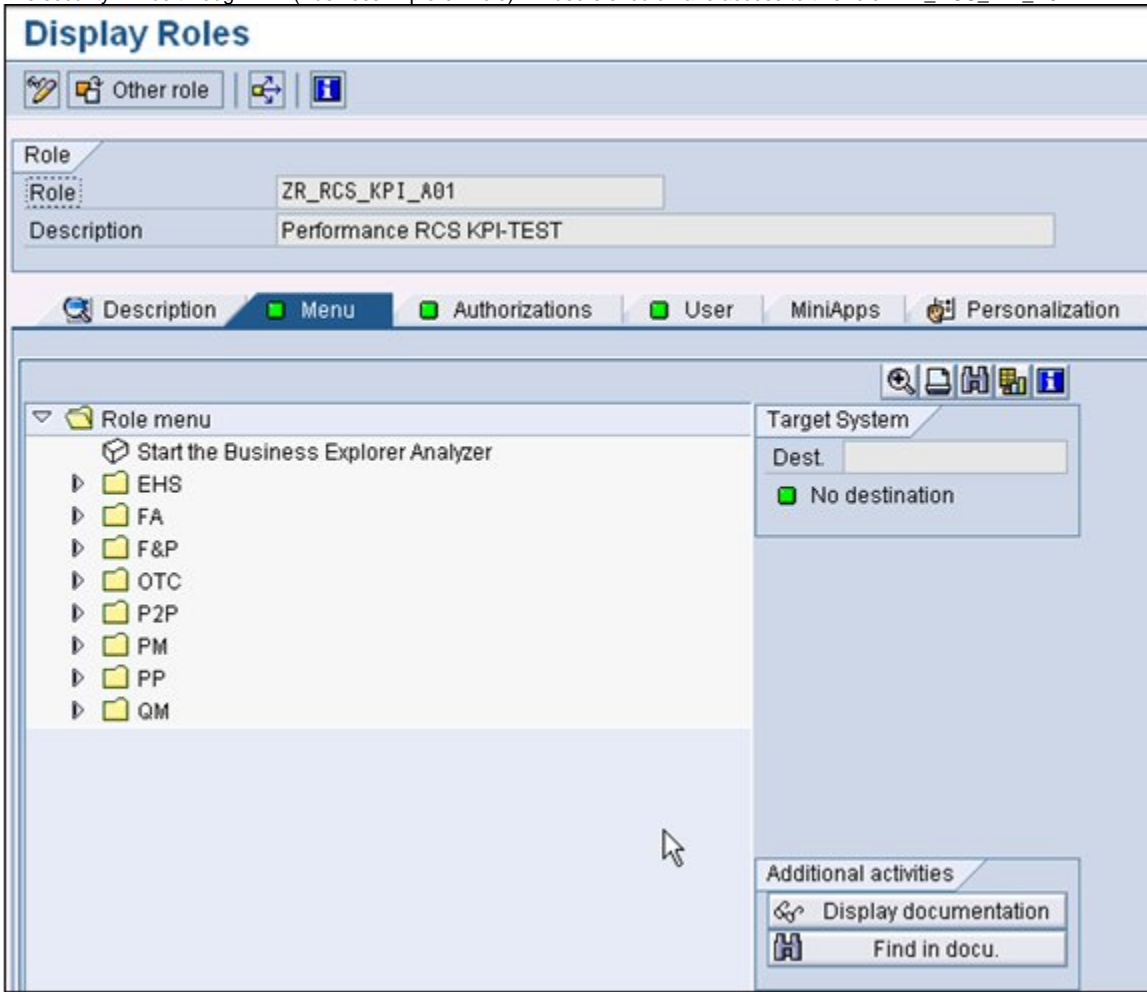 Display Roles
Other role
Role
Role ZR_RCS_KPI_A01
Description Performance RCS KPI-TEST
Description Menu Authorizations User MiniApps Personalization
Role menu
Start the Business Explorer Analyzer
EHS
FA
F&P
OTC
P2P
PM
PP
QM
Target System
Dest.
No destination
Additional activities
Display documentation
Find in docu.